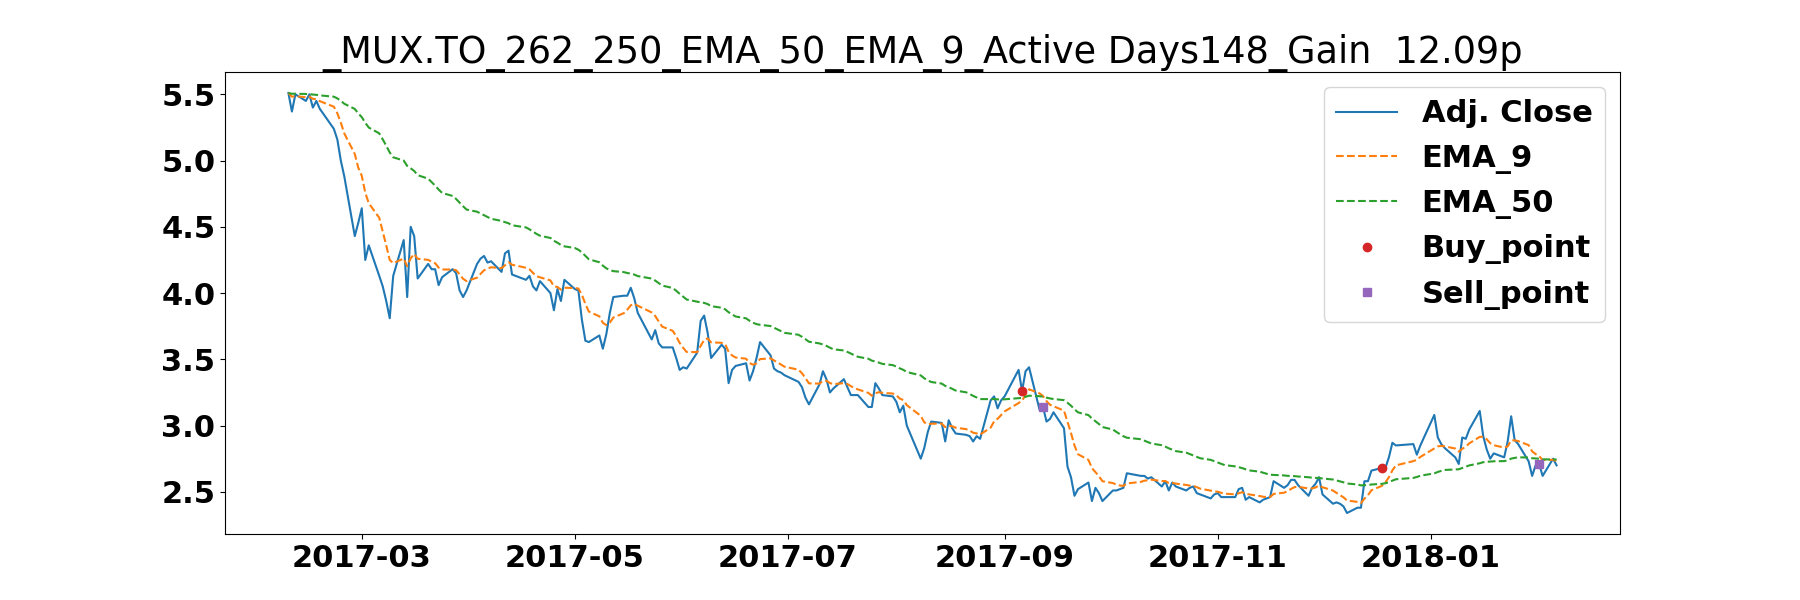 _MUX.TO_262_250_EMA_50_EMA_9_Active Days148_Gain  12.09p
5.5
5.0
4.5
4.0
3.5
3.0
2.5
Adj. Close
EMA_9
EMA_50
Buy_point
Sell_point
2017-03 2017-05 2017-07 2017-09 2017-11 2018-01